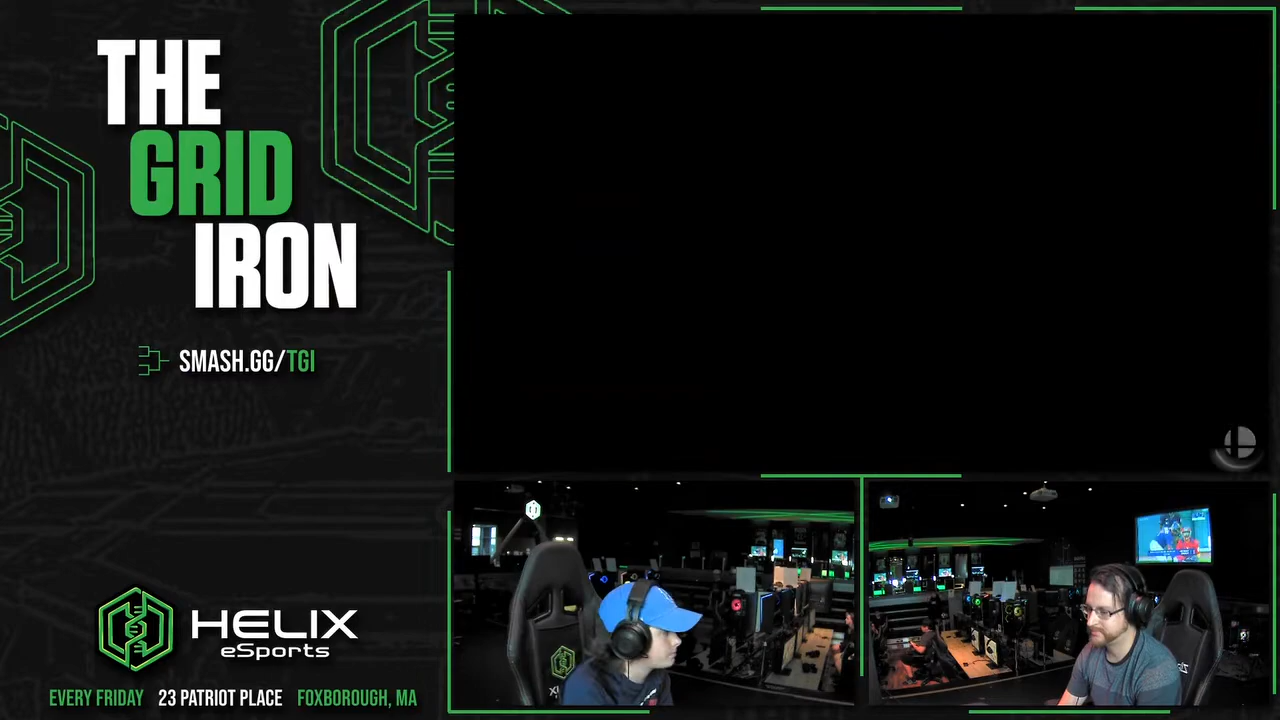 THE
GRID
IRON
SMASH.GG/TGI
HELIX
eSports
EVERY FRIDAY 23 PATRIOT PLACE FOXBOROUGH, MA